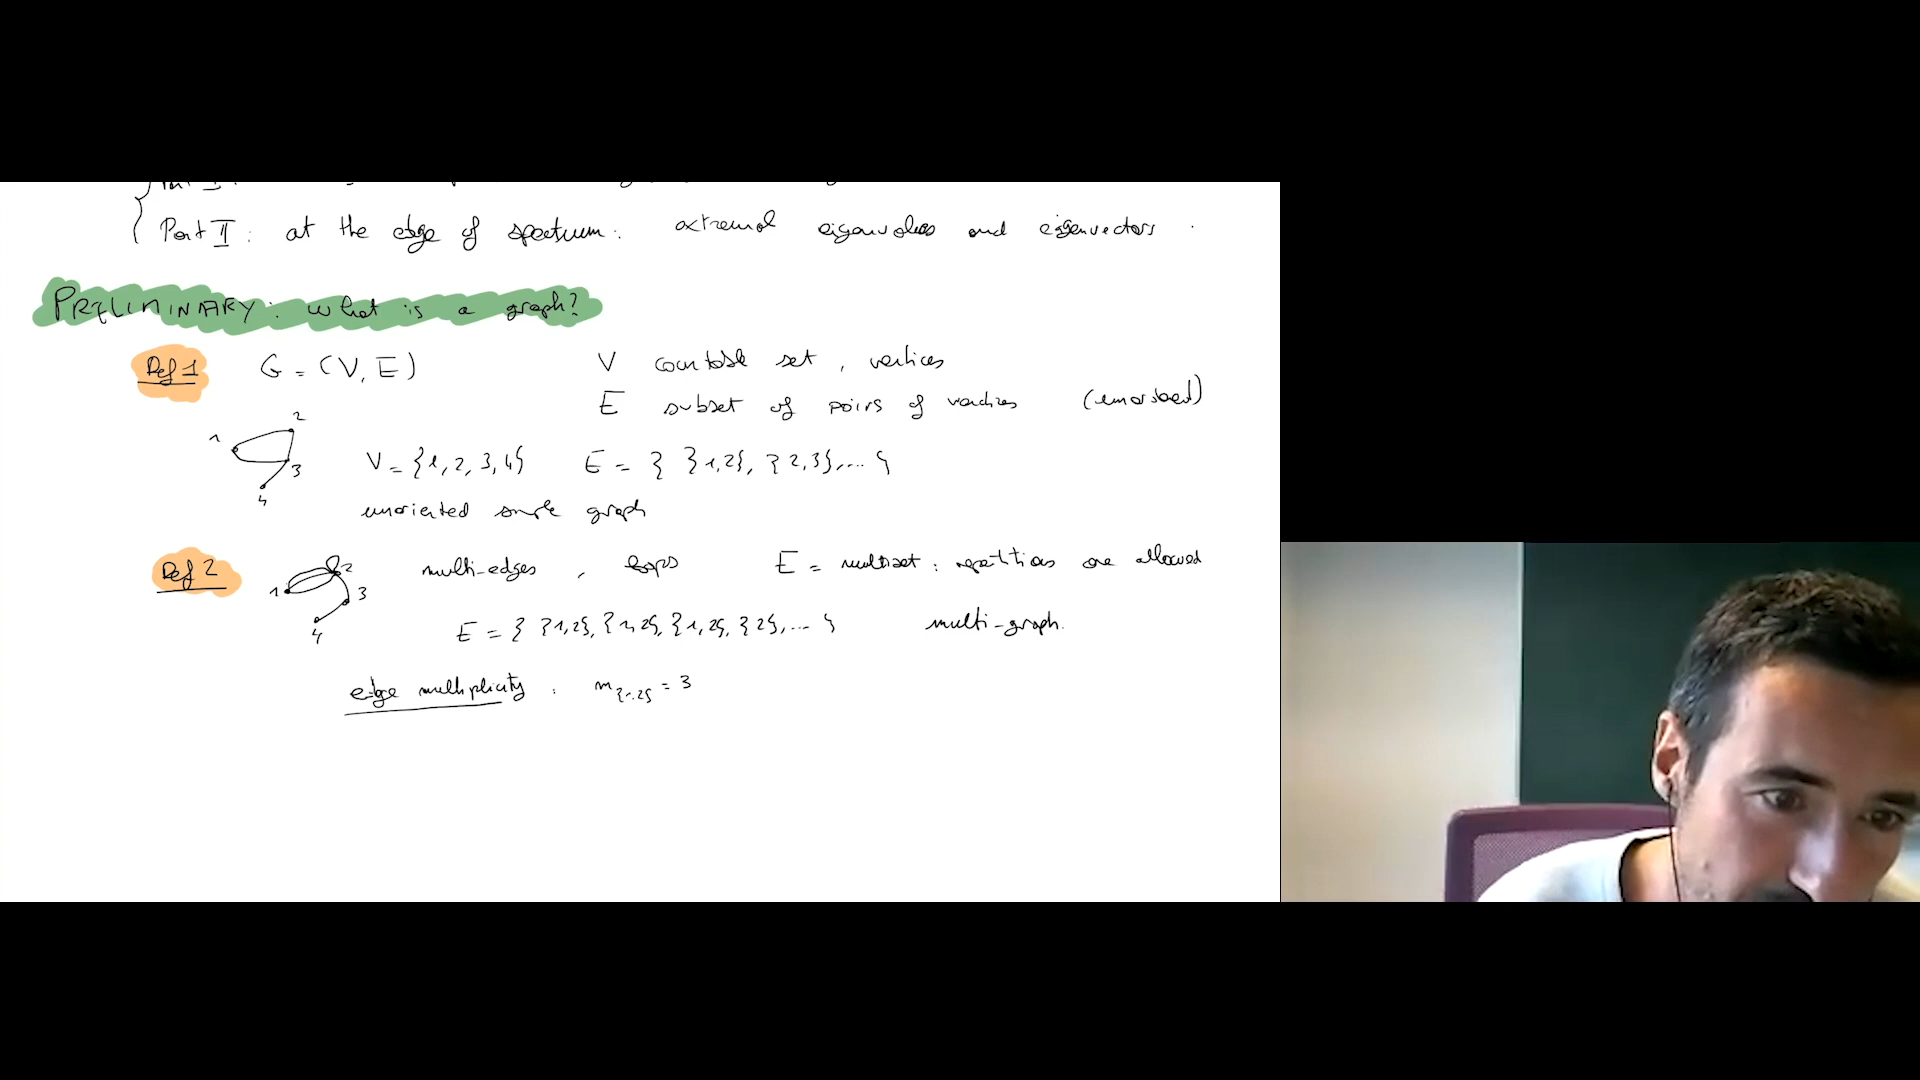 Part II : at the edge of spectrum : extremal eigenvalues and eigenvectors .
PRELIMINARY : what is a graph?
Def 1 G = (V, E) V countable set , vertices
E subset of pairs of vertices (unordered)
1 2 3 4
V = {1, 2, 3, 4} E = { {1,2}, {2,3}, ... }
unoriented simple graph
Def 2 multi-edges , loops E = multiset : repetitions are allowed
1 2 3 4
E = { {1,2}, {1,2}, {1,2}, {2}, ... } multi-graph.
edge multiplicity : m{1,2} = 3